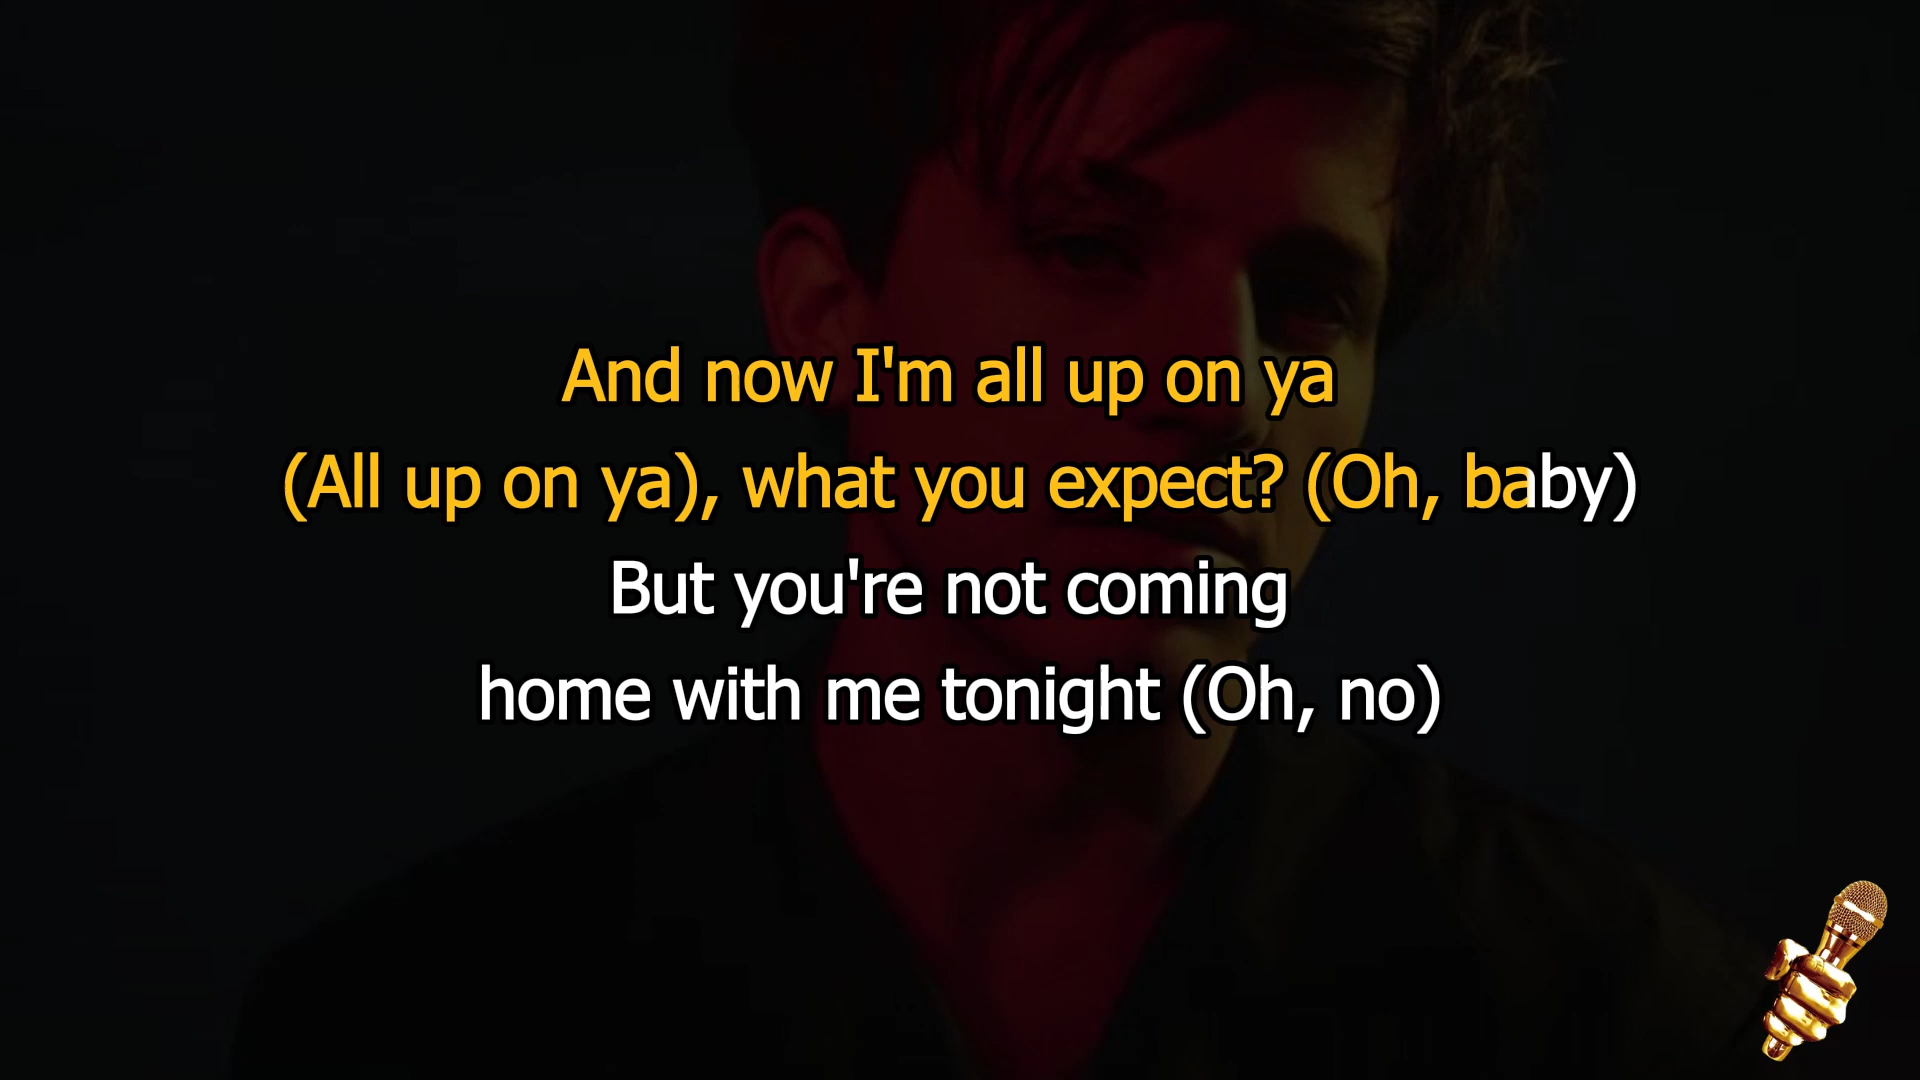 And now I'm all up on ya
(All up on ya), what you expect? (Oh, baby)
But you're not coming
home with me tonight (Oh, no)